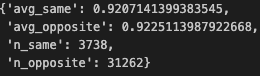 {'avg_same': 0.9207141399383545,
'avg_opposite': 0.9225113987922668,
'n_same': 3738,
'n_opposite': 31262}